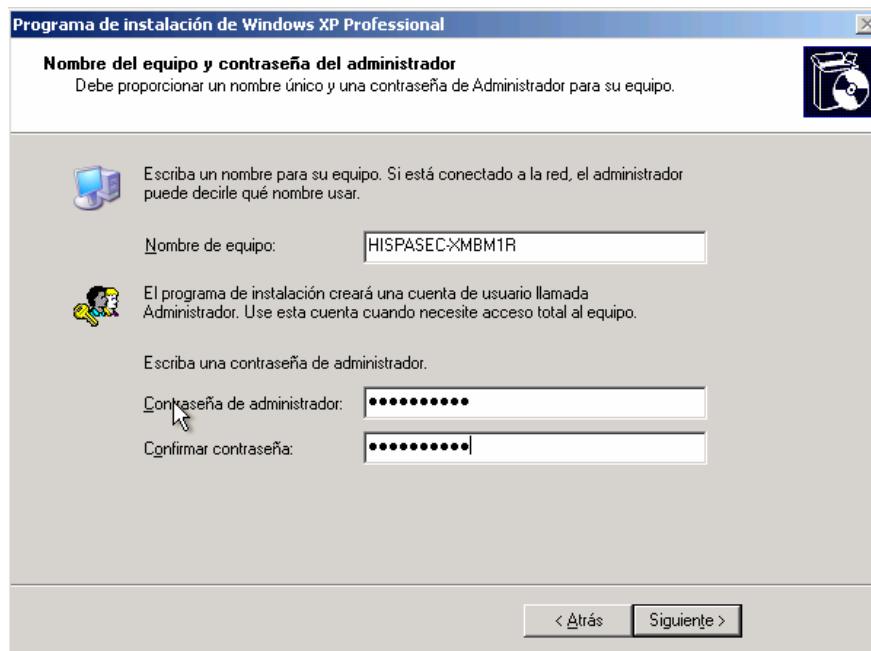 Programa de instalación de Windows XP Professional
Nombre del equipo y contraseña del administrador
Debe proporcionar un nombre único y una contraseña de Administrador para su equipo.
Escriba un nombre para su equipo. Si está conectado a la red, el administrador
puede decirle qué nombre usar.
Nombre de equipo: HISPASEC-XMBM1R
El programa de instalación creará una cuenta de usuario llamada
Administrador. Use esta cuenta cuando necesite acceso total al equipo.
Escriba una contraseña de administrador.
Contraseña de administrador: ●●●●●●●●●●
Confirmar contraseña: ●●●●●●●●●●
< Atrás Siguiente >